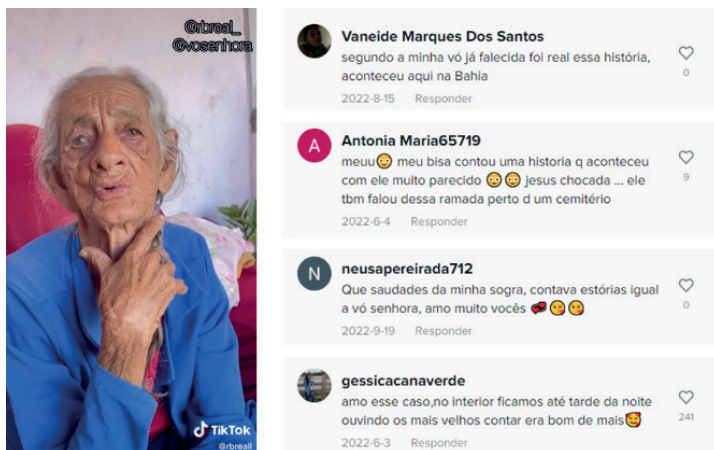 @rbreal_
@vosenhora
TikTok
@rbreall
Vaneide Marques Dos Santos
segundo a minha vó já falecida foi real essa história,
aconteceu aqui na Bahia
2022-8-15 Responder
0
A
Antonia Maria65719
meuu😳 meu bisa contou uma historia q aconteceu
com ele muito parecido 😳😳 jesus chocada ... ele
tbm falou dessa ramada perto d um cemitério
2022-6-4 Responder
9
N
neusapereirada712
Que saudades da minha sogra, contava estórias igual
a vó senhora, amo muito vocês 💞😘😘
2022-9-19 Responder
0
gessicacanaverde
amo esse caso,no interior ficamos até tarde da noite
ouvindo os mais velhos contar era bom de mais🥰
2022-6-3 Responder
241